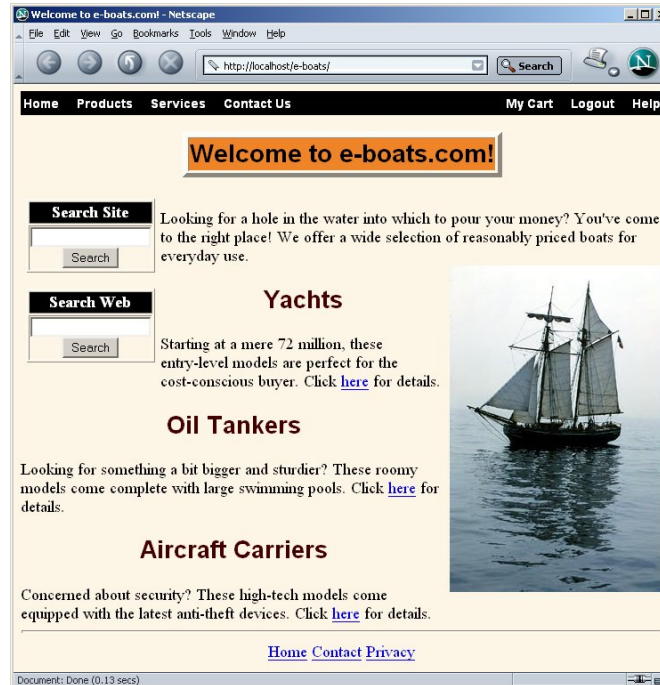 Welcome to e-boats.com! - Netscape
File Edit View Go Bookmarks Tools Window Help
http://localhost/e-boats/
Search
N
Home Products Services Contact Us My Cart Logout Help
Welcome to e-boats.com!
Search Site
Search
Search Web
Search
Looking for a hole in the water into which to pour your money? You've come
to the right place! We offer a wide selection of reasonably priced boats for
everyday use.
Yachts
Starting at a mere 72 million, these
entry-level models are perfect for the
cost-conscious buyer. Click here for details.
Oil Tankers
Looking for something a bit bigger and sturdier? These roomy
models come complete with large swimming pools. Click here for
details.
Aircraft Carriers
Concerned about security? These high-tech models come
equipped with the latest anti-theft devices. Click here for details.
Home Contact Privacy
Document: Done (0.13 secs)